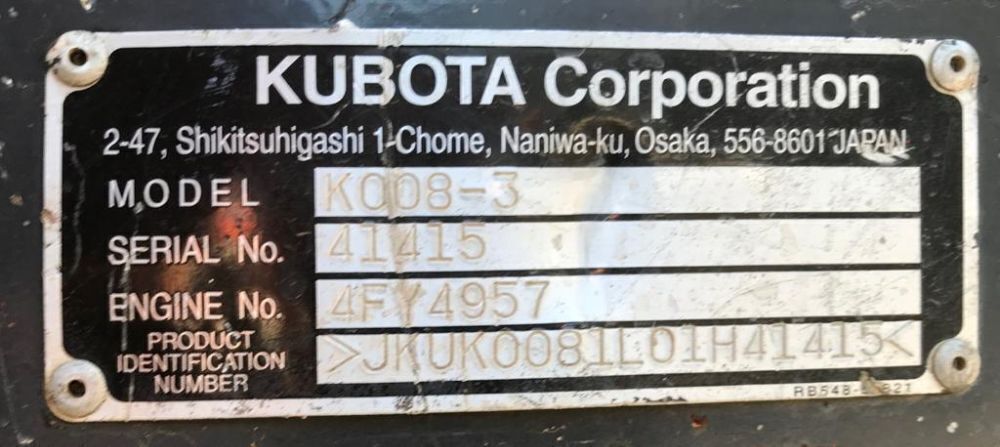 KUBOTA Corporation
2-47, Shikitsuhigashi 1-Chome, Naniwa-ku, Osaka, 556-8601 JAPAN
MODEL K008-3
SERIAL No. 41415
ENGINE No. 4FY4957
PRODUCT
IDENTIFICATION
NUMBER
>JKUK0081L01H41415<